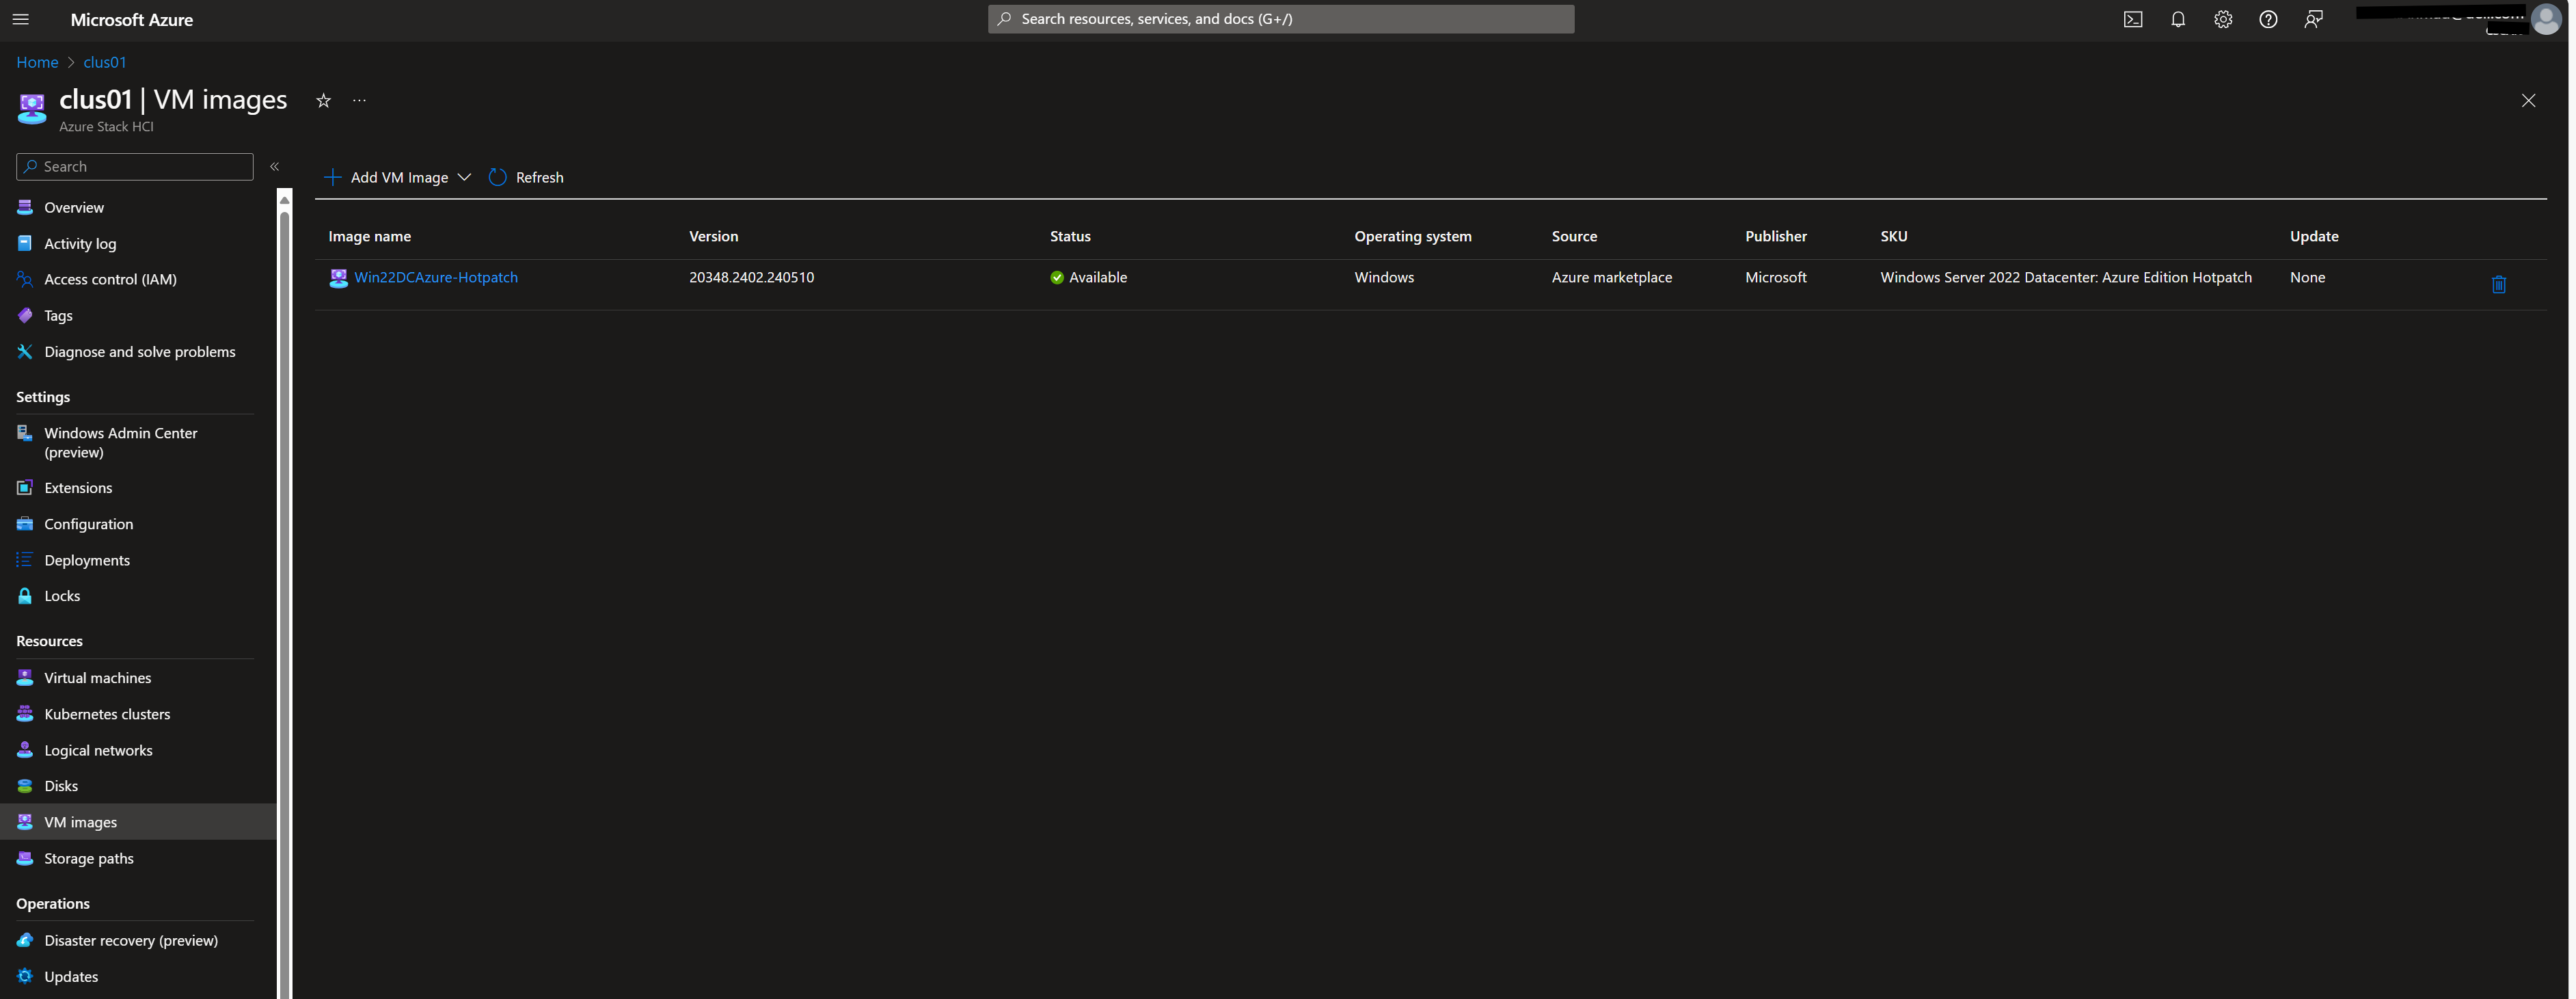 Microsoft Azure
Search resources, services, and docs (G+/)
Home > clus01
clus01 | VM images
Azure Stack HCI
Search
Add VM Image
Refresh
Overview
Activity log
Access control (IAM)
Tags
Diagnose and solve problems
Settings
Windows Admin Center
(preview)
Extensions
Configuration
Deployments
Locks
Resources
Virtual machines
Kubernetes clusters
Logical networks
Disks
VM images
Storage paths
Operations
Disaster recovery (preview)
Updates
Image name Version Status Operating system Source Publisher SKU Update
Win22DCAzure-Hotpatch 20348.2402.240510 Available Windows Azure marketplace Microsoft Windows Server 2022 Datacenter: Azure Edition Hotpatch None